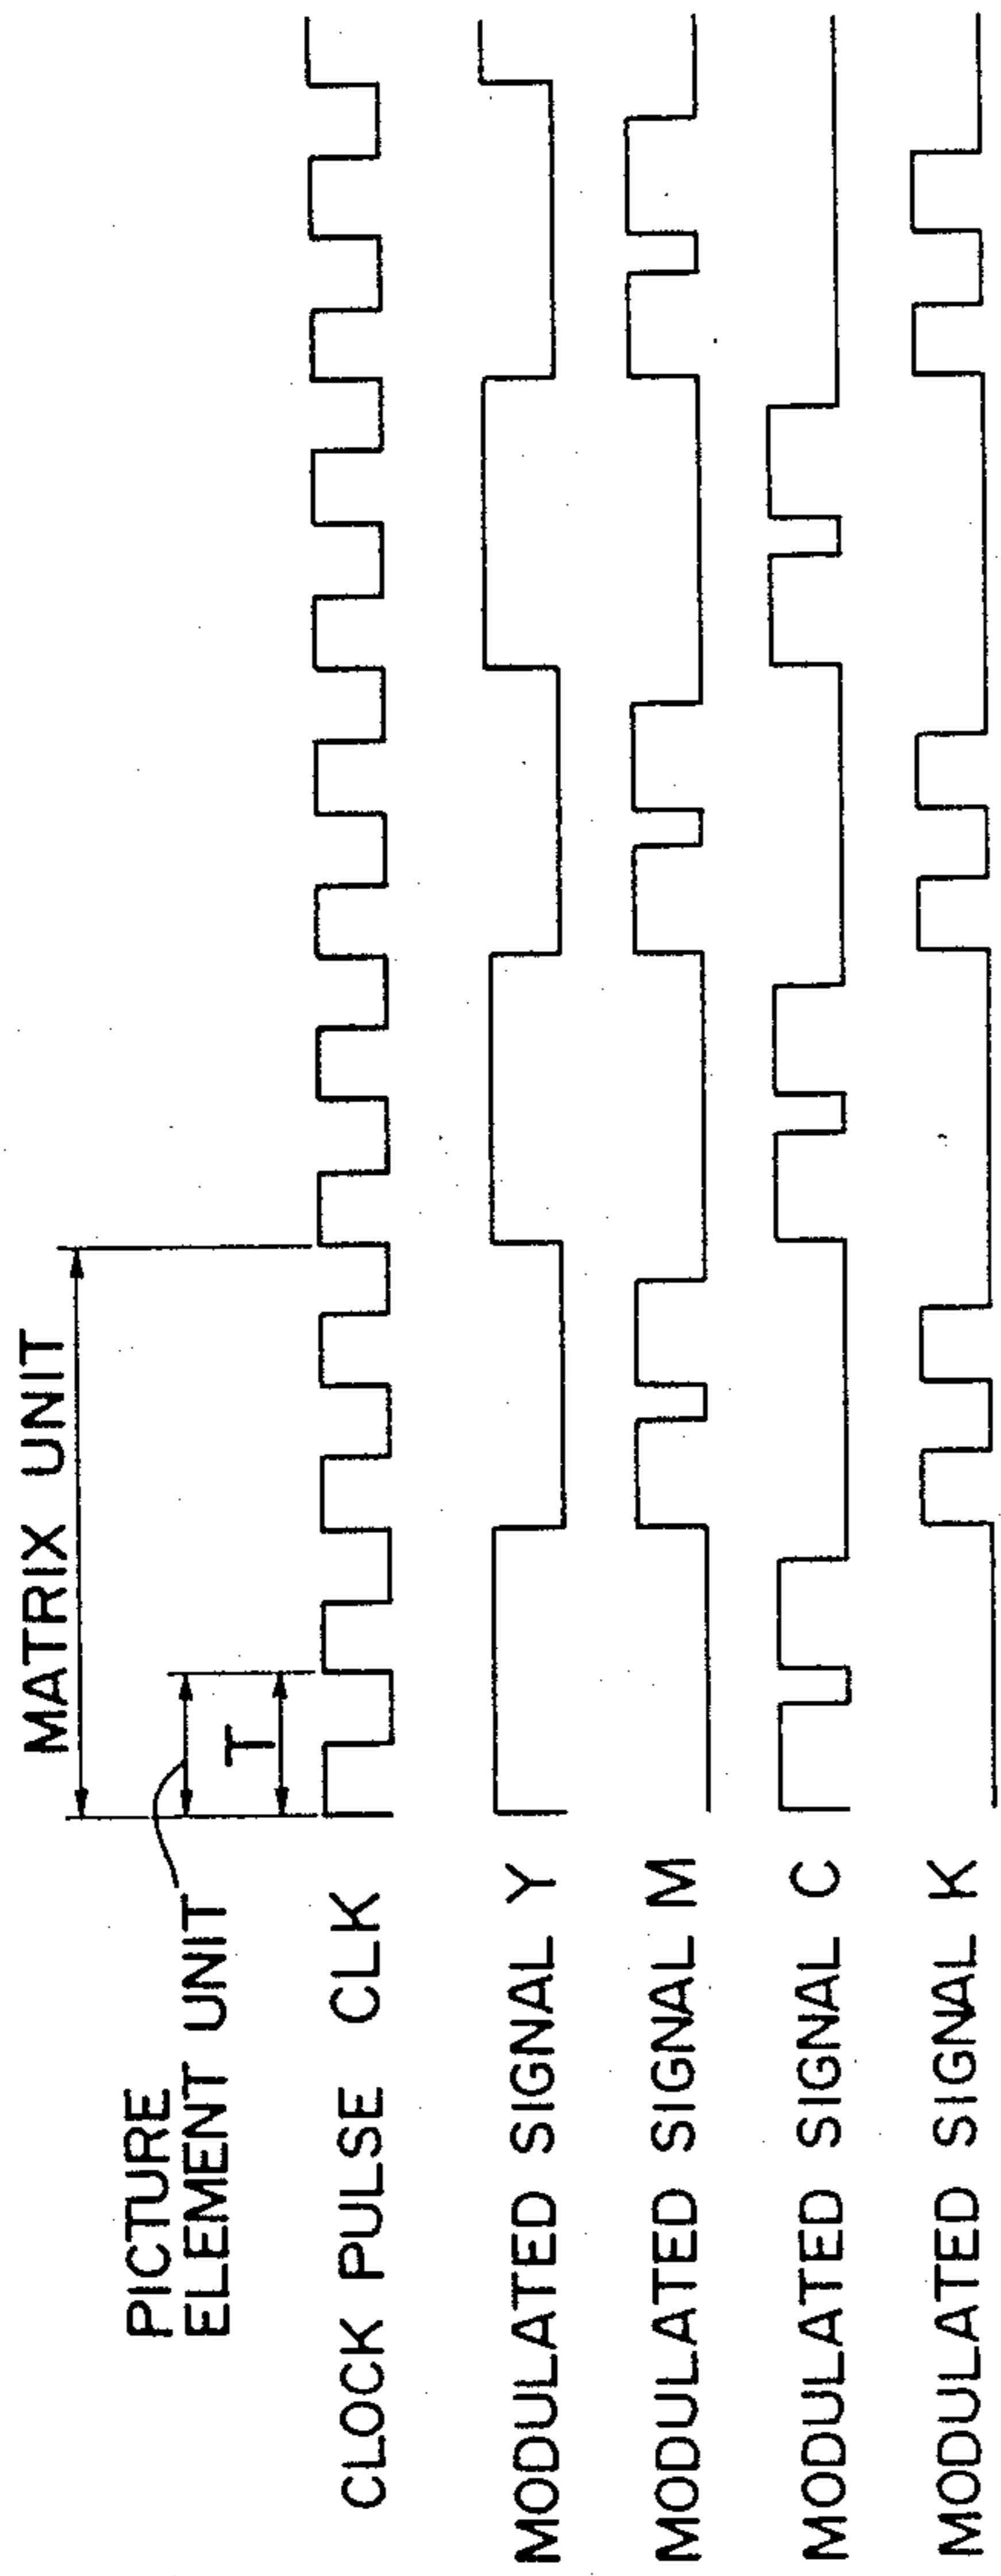 MATRIX UNIT
PICTURE
ELEMENT UNIT
T
CLOCK PULSE CLK
MODULATED SIGNAL Y
MODULATED SIGNAL M
MODULATED SIGNAL C
MODULATED SIGNAL K